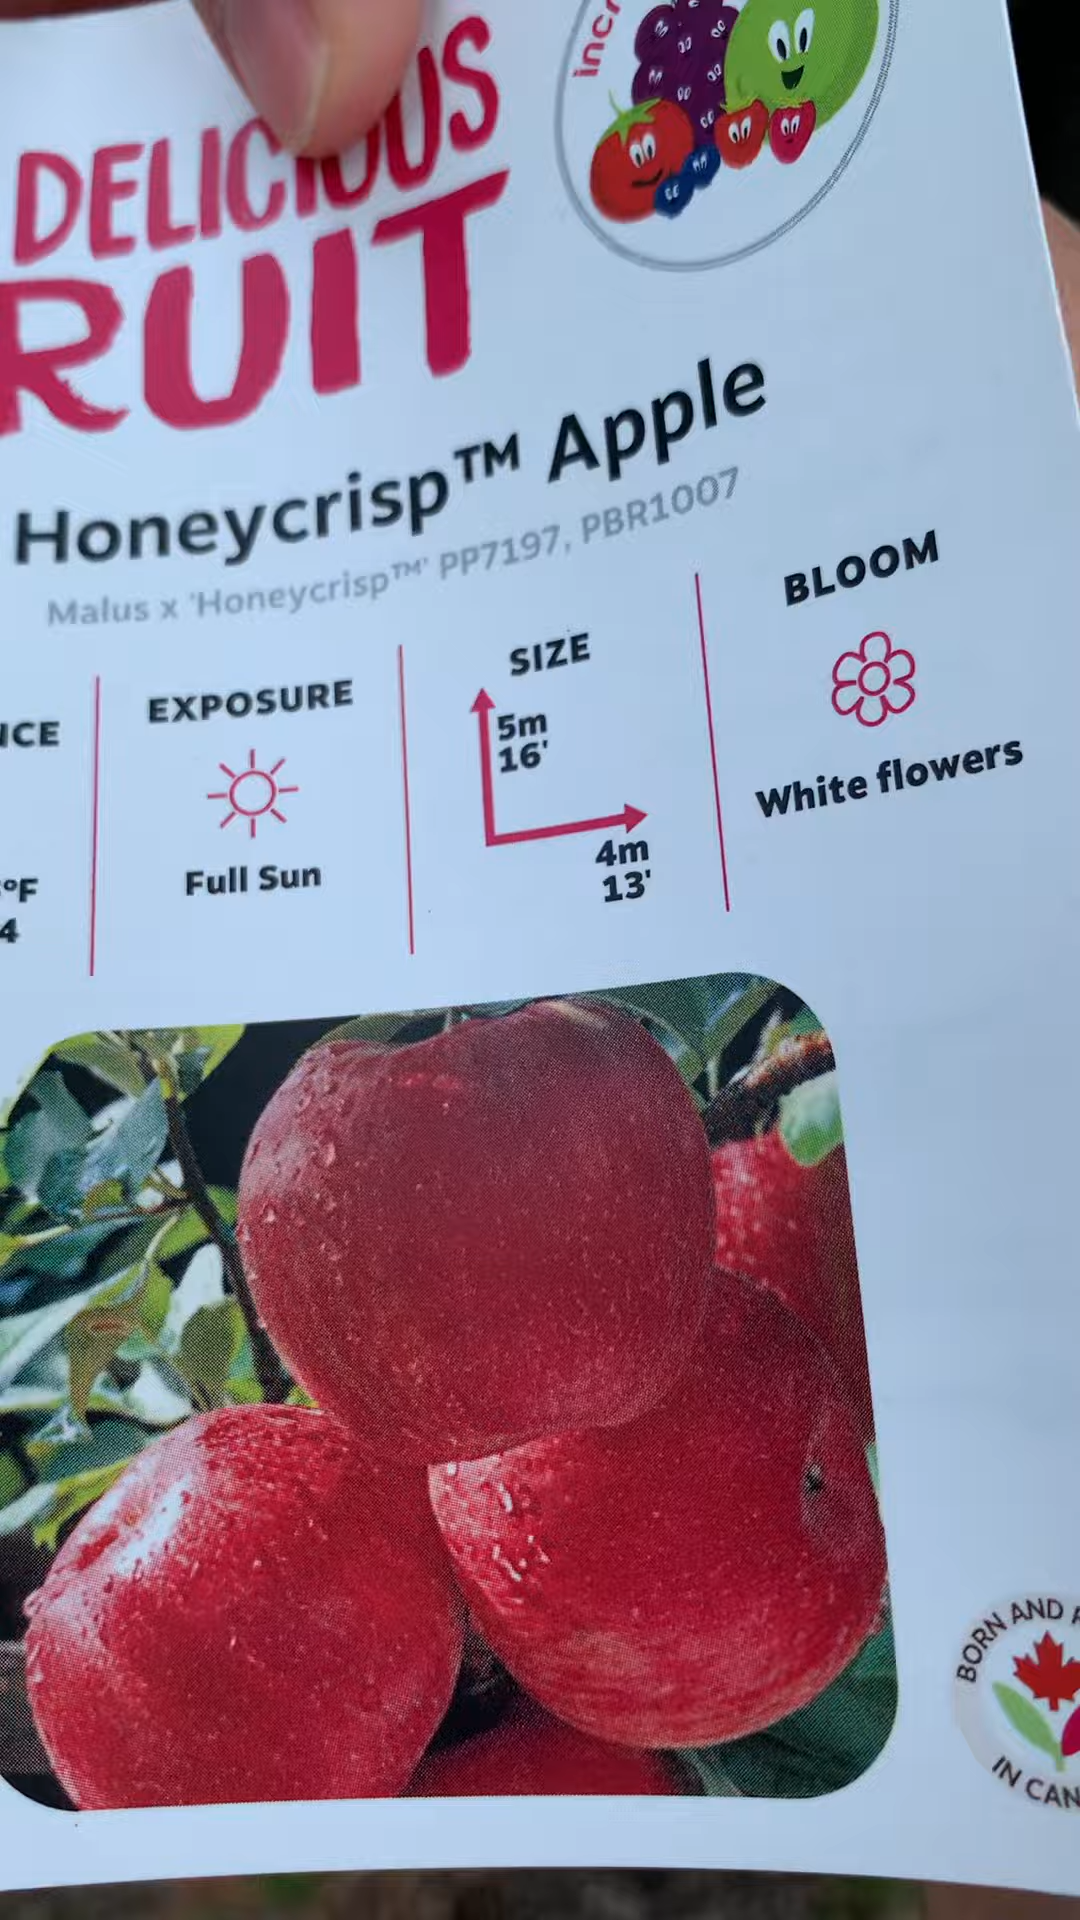 DELICIOUS
RUIT
Honeycrisp™ Apple
Malus x 'Honeycrisp™' PP7197, PBR1007
EXPOSURE
Full Sun
SIZE
5m
16'
4m
13'
BLOOM
White flowers
°F
4
BORN AND
IN CAN